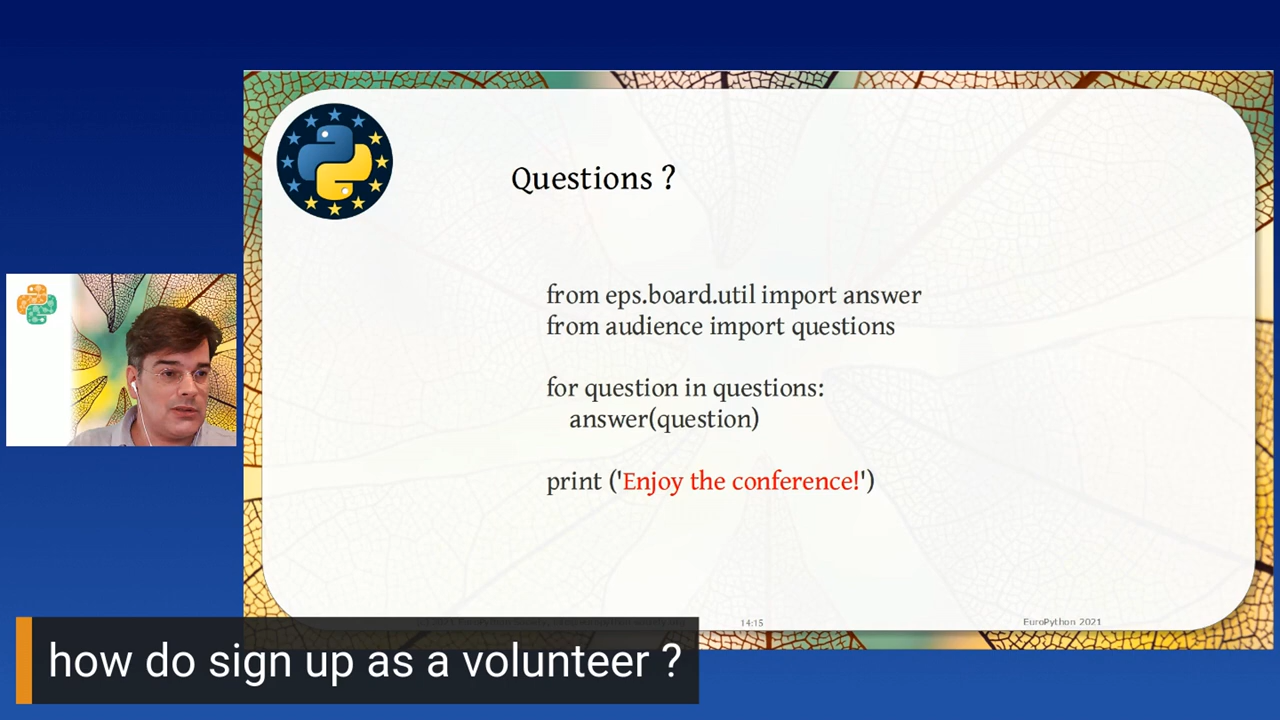 Questions ?
from eps.board.util import answer
from audience import questions
for question in questions:
answer(question)
print ('Enjoy the conference!')
14:15
EuroPython 2021
how do sign up as a volunteer ?